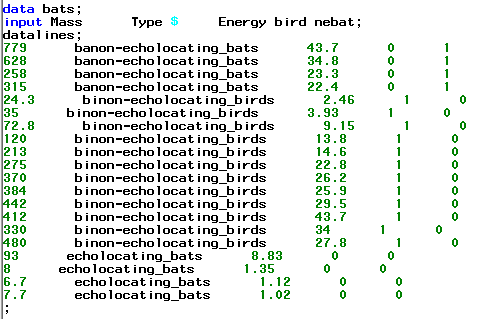 data bats;
input Mass Type $ Energy bird nebat;
datalines;
779 banon-echolocating_bats 43.7 0 1
628 banon-echolocating_bats 34.8 0 1
258 banon-echolocating_bats 23.3 0 1
315 banon-echolocating_bats 22.4 0 1
24.3 binon-echolocating_birds 2.46 1 0
35 binon-echolocating_birds 3.93 1 0
72.8 binon-echolocating_birds 9.15 1 0
120 binon-echolocating_birds 13.8 1 0
213 binon-echolocating_birds 14.6 1 0
275 binon-echolocating_birds 22.8 1 0
370 binon-echolocating_birds 26.2 1 0
384 binon-echolocating_birds 25.9 1 0
442 binon-echolocating_birds 29.5 1 0
412 binon-echolocating_birds 43.7 1 0
330 binon-echolocating_birds 34 1 0
480 binon-echolocating_birds 27.8 1 0
93 echolocating_bats 8.83 0 0
8 echolocating_bats 1.35 0 0
6.7 echolocating_bats 1.12 0 0
7.7 echolocating_bats 1.02 0 0
;